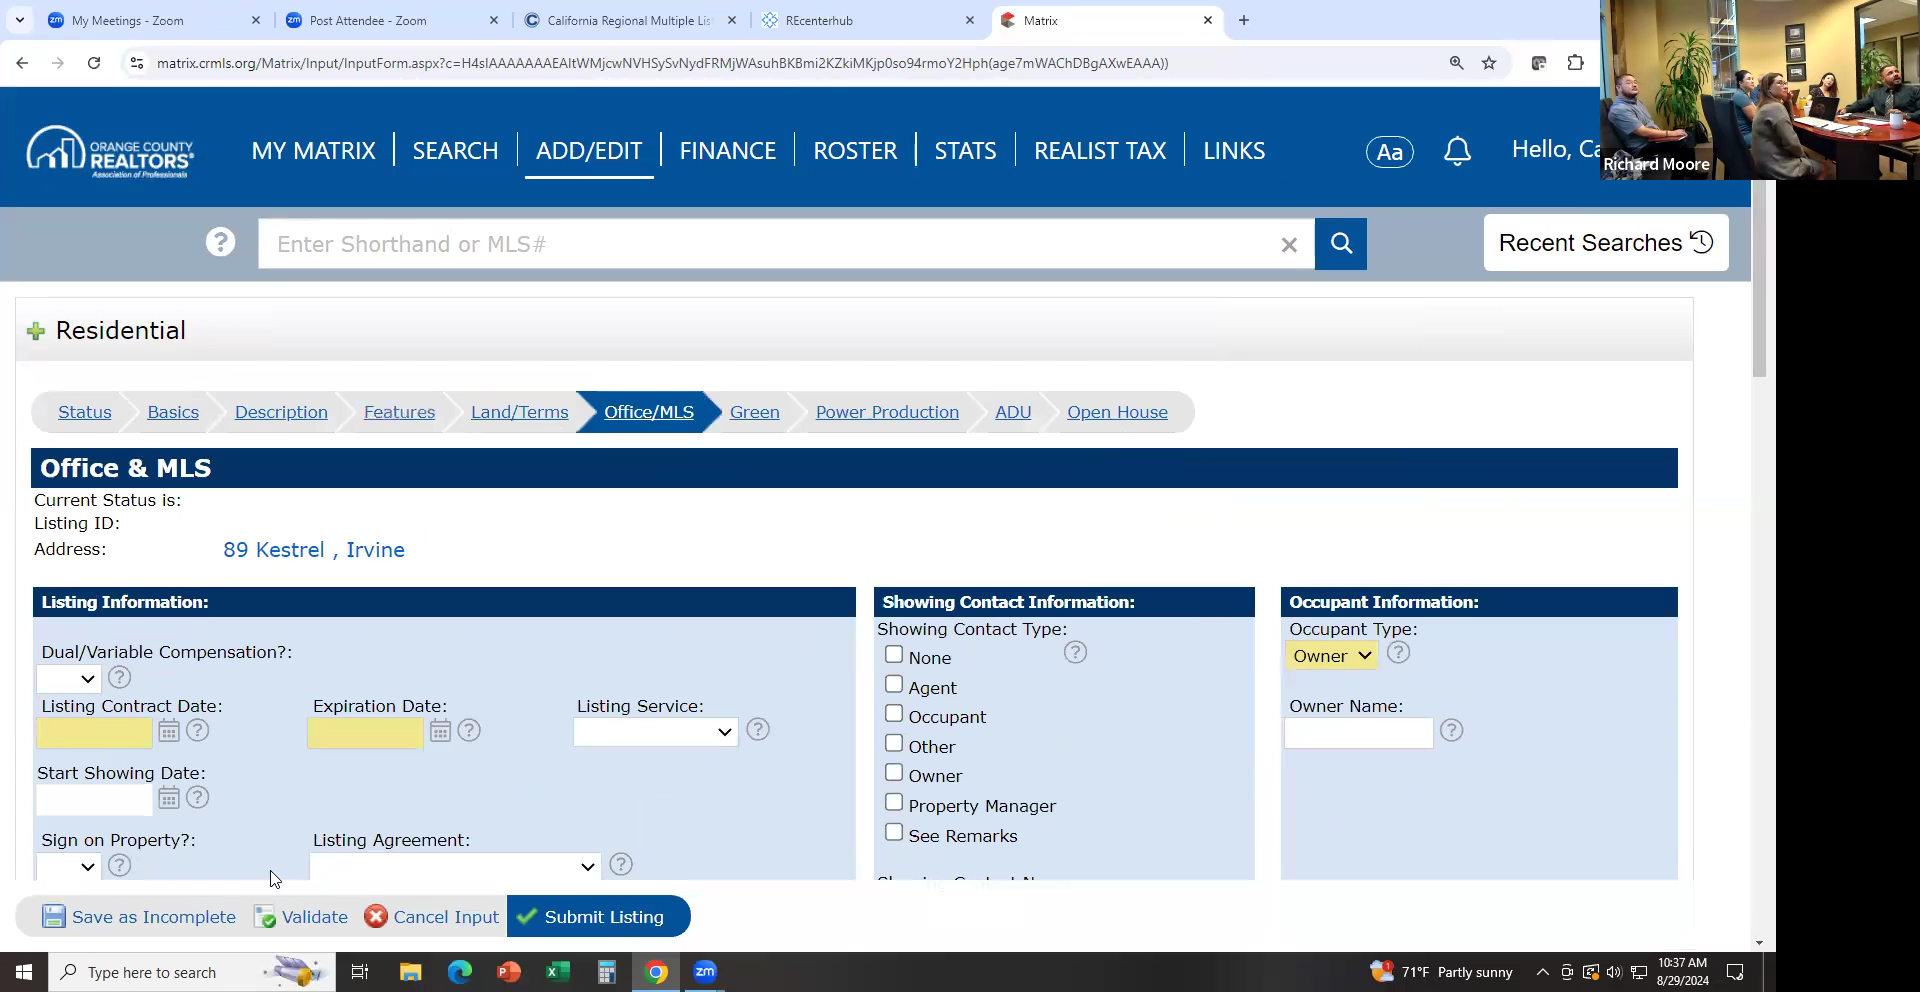 My Meetings - Zoom
Post Attendee - Zoom
California Regional Multiple Lis
REcenterhub
Matrix
matrix.crmls.org/Matrix/Input/InputForm.aspx?c=H4sIAAAAAAAEAItWMjcwNVHSySvNydFRMjWAsuhBKBmi2KZkiMKjp0so94rmoY2Hph(age7mWAChDBgAXwEAAA))
ORANGE COUNTY
REALTORS®
Association of Professionals
MY MATRIX
SEARCH
ADD/EDIT
FINANCE
ROSTER
STATS
REALIST TAX
LINKS
Aa
Hello, Ca
Richard Moore
Enter Shorthand or MLS#
Recent Searches
Residential
Status
Basics
Description
Features
Land/Terms
Office/MLS
Green
Power Production
ADU
Open House
Office & MLS
Current Status is:
Listing ID:
Address: 89 Kestrel , Irvine
Listing Information:
Dual/Variable Compensation?:
Listing Contract Date:
Expiration Date:
Listing Service:
Start Showing Date:
Sign on Property?:
Listing Agreement:
Showing Contact Information:
Showing Contact Type:
None
Agent
Occupant
Other
Owner
Property Manager
See Remarks
Occupant Information:
Occupant Type:
Owner
Owner Name:
Save as Incomplete
Validate
Cancel Input
Submit Listing
Type here to search
zm
71°F Partly sunny
10:37 AM
8/29/2024